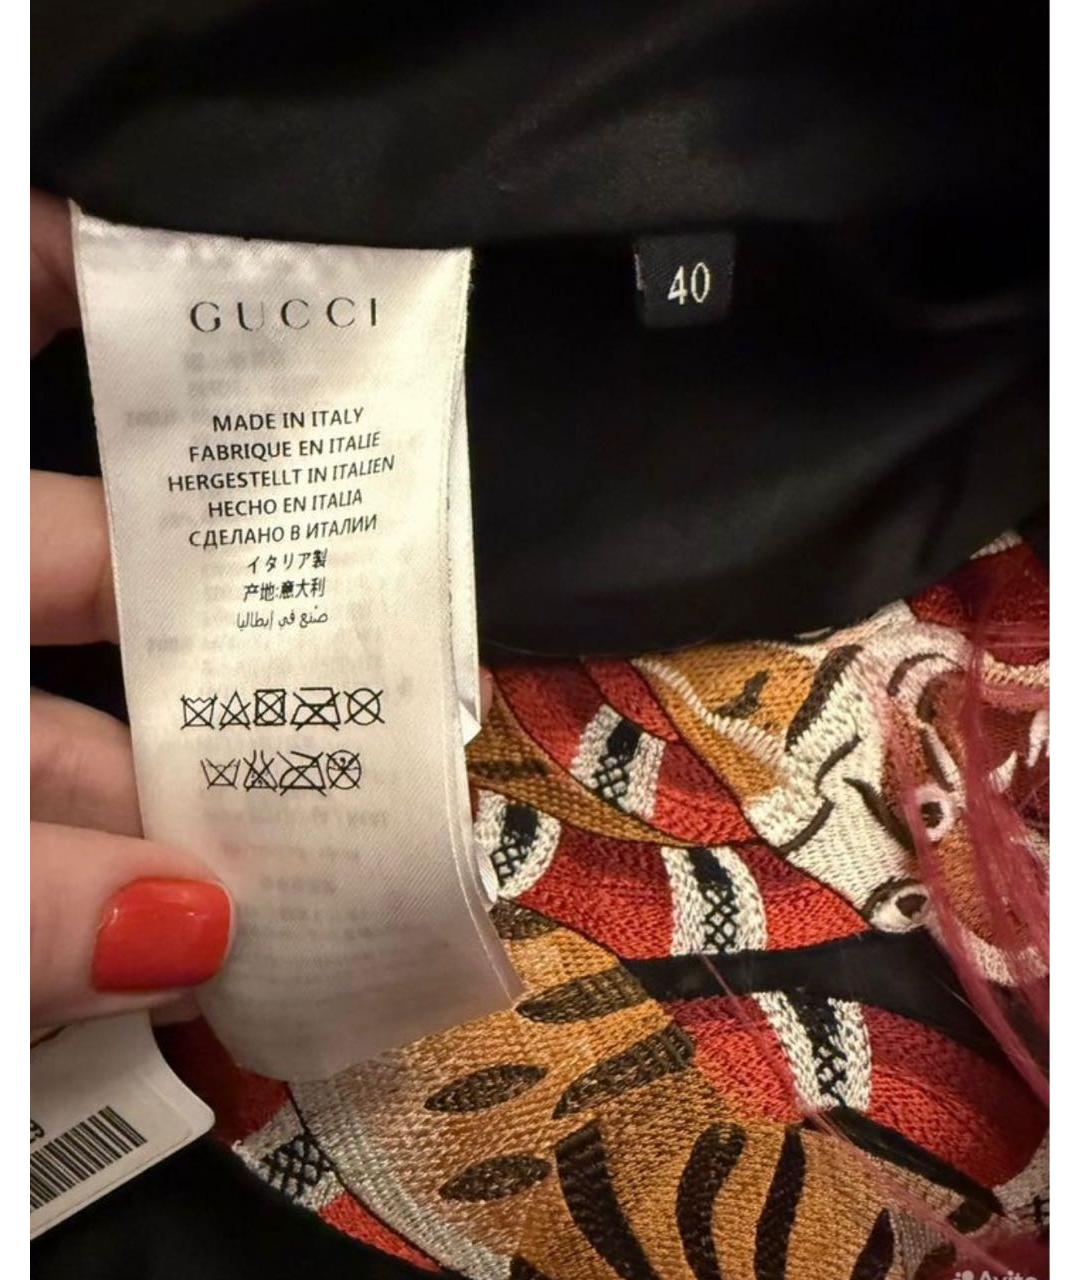 GUCCI
40
MADE IN ITALY
FABRIQUE EN ITALIE
HERGESTELLT IN ITALIEN
HECHO EN ITALIA
СДЕЛАНО В ИТАЛИИ
イタリア製
产地:意大利
صنع في إيطاليا